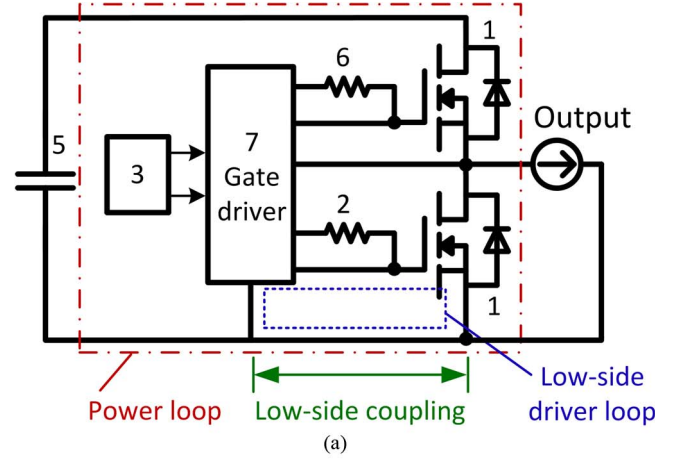 1
6
Output
5
7
Gate
driver
3
2
1
Low-side
driver loop
Power loop
Low-side coupling
(a)